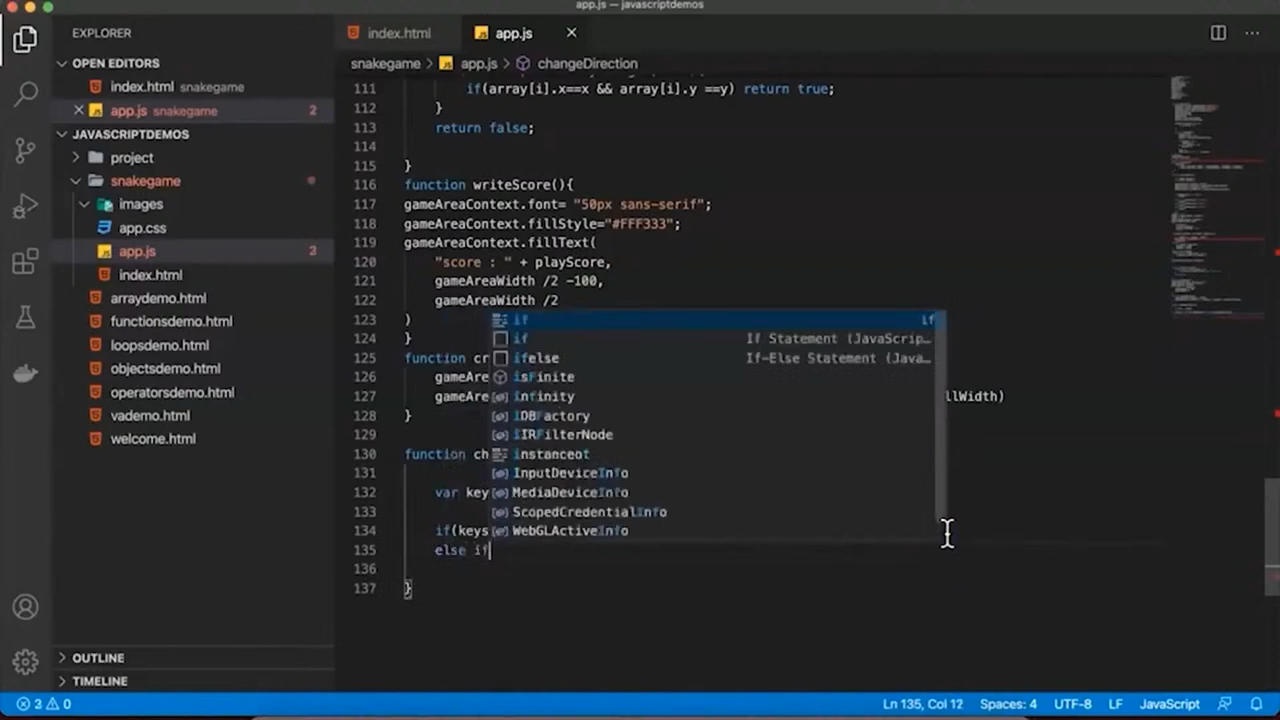 app.js — javascriptdemos
EXPLORER
OPEN EDITORS
index.html snakegame
app.js snakegame 2
JAVASCRIPTDEMOS
project
snakegame
images
app.css
app.js 3
index.html
arraydemo.html
functionsdemo.html
loopsdemo.html
objectsdemo.html
operatorsdemo.html
vademo.html
welcome.html
OUTLINE
TIMELINE
index.html
app.js
snakegame > app.js > changeDirection
111 if(array[i].x==x && array[i].y ==y) return true;
112 }
113 return false;
114
115 }
116 function writeScore(){
117 gameAreaContext.font= "50px sans-serif";
118 gameAreaContext.fillStyle="#FFF333";
119 gameAreaContext.fillText(
120 "score : " + playScore,
121 gameAreaWidth /2 -100,
122 gameAreaWidth /2
123 )
124 }
125 function cr
126 gameAre
127 gameAre llWidth)
128 }
129
130 function ch
131
132 var key
133
134 if(keys
135 else if
136
137 }
if if
if If Statement (JavaScrip…
ifelse If-Else Statement (Java…
isFinite
Infinity
IDBFactory
IIRFilterNode
instanceof
InputDeviceInfo
MediaDeviceInfo
ScopedCredentialInfo
WebGLActiveInfo
3 0
Ln 135, Col 12
Spaces: 4
UTF-8
LF
JavaScript